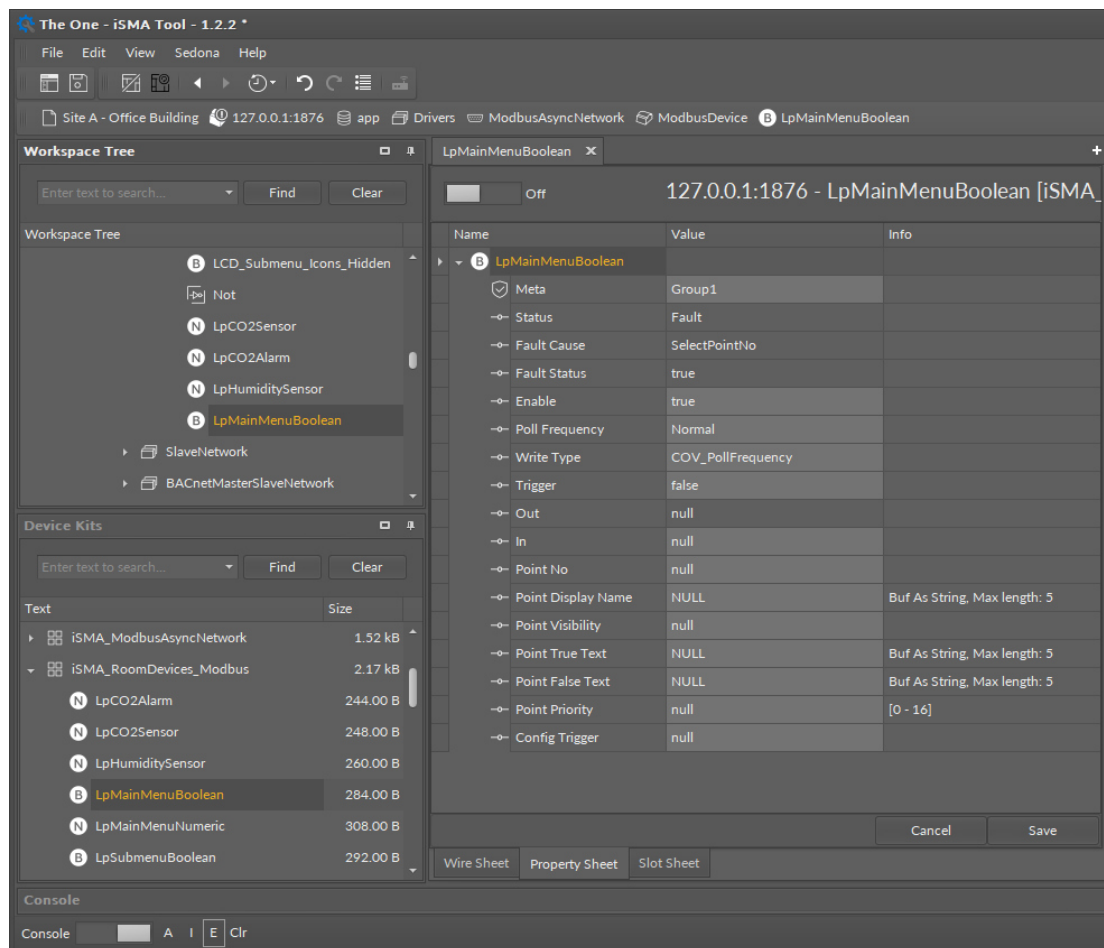 The One - iSMA Tool - 1.2.2 *
File Edit View Sedona Help
Site A - Office Building 127.0.0.1:1876 app Drivers ModbusAsyncNetwork ModbusDevice B LpMainMenuBoolean
Workspace Tree
Enter text to search... Find Clear
Workspace Tree
B LCD_Submenu_Icons_Hidden
Not
N LpCO2Sensor
N LpCO2Alarm
N LpHumiditySensor
B LpMainMenuBoolean
SlaveNetwork
BACnetMasterSlaveNetwork
Device Kits
Enter text to search... Find Clear
Text Size
iSMA_ModbusAsyncNetwork 1.52 kB
iSMA_RoomDevices_Modbus 2.17 kB
N LpCO2Alarm 244.00 B
N LpCO2Sensor 248.00 B
N LpHumiditySensor 260.00 B
B LpMainMenuBoolean 284.00 B
N LpMainMenuNumeric 308.00 B
B LpSubmenuBoolean 292.00 B
LpMainMenuBoolean
Off 127.0.0.1:1876 - LpMainMenuBoolean [iSMA_
Name Value Info
B LpMainMenuBoolean
Meta Group1
Status Fault
Fault Cause SelectPointNo
Fault Status true
Enable true
Poll Frequency Normal
Write Type COV_PollFrequency
Trigger false
Out null
In null
Point No null
Point Display Name NULL Buf As String, Max length: 5
Point Visibility null
Point True Text NULL Buf As String, Max length: 5
Point False Text NULL Buf As String, Max length: 5
Point Priority null [0 - 16]
Config Trigger null
Cancel Save
Wire Sheet Property Sheet Slot Sheet
Console
Console A I E Clr